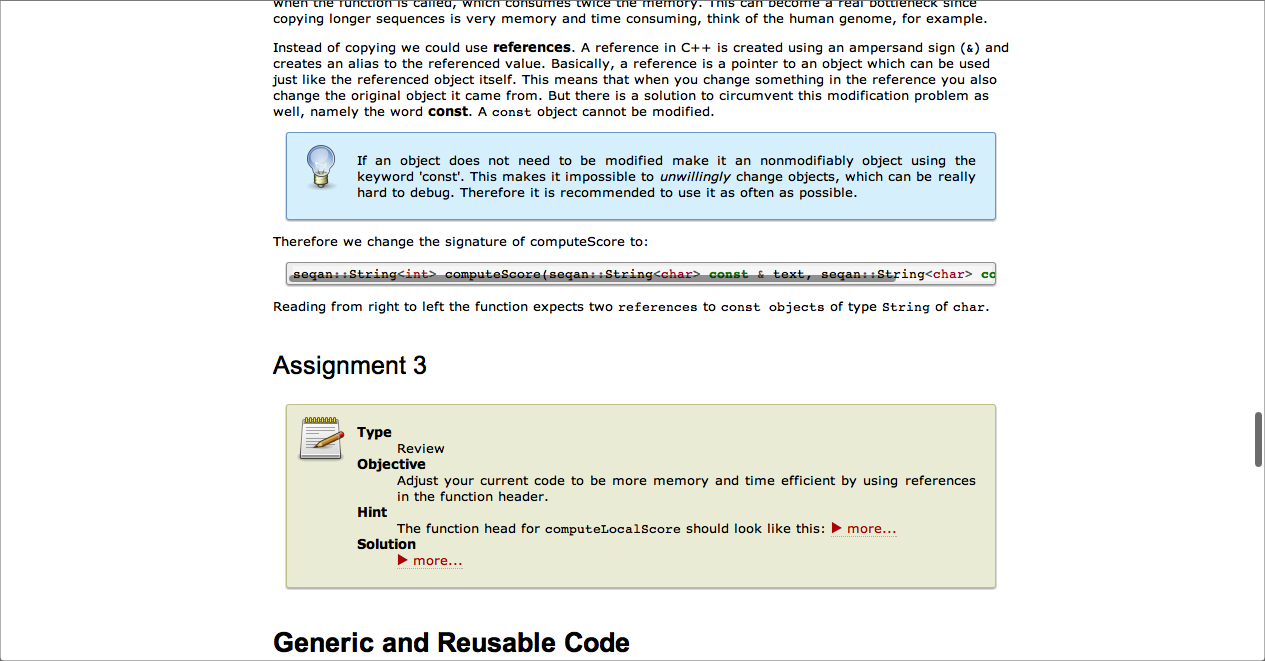 when the function is called, which consumes twice the memory. This can become a real bottleneck since
copying longer sequences is very memory and time consuming, think of the human genome, for example.
Instead of copying we could use references. A reference in C++ is created using an ampersand sign (&) and
creates an alias to the referenced value. Basically, a reference is a pointer to an object which can be used
just like the referenced object itself. This means that when you change something in the reference you also
change the original object it came from. But there is a solution to circumvent this modification problem as
well, namely the word const. A const object cannot be modified.
If an object does not need to be modified make it an nonmodifiably object using the
keyword 'const'. This makes it impossible to unwillingly change objects, which can be really
hard to debug. Therefore it is recommended to use it as often as possible.
Therefore we change the signature of computeScore to:
seqan::String<int> computeScore(seqan::String<char> const & text, seqan::String<char> co
Reading from right to left the function expects two references to const objects of type String of char.
Assignment 3
Type
Review
Objective
Adjust your current code to be more memory and time efficient by using references
in the function header.
Hint
The function head for computeLocalScore should look like this: ▶ more...
Solution
▶ more...
Generic and Reusable Code